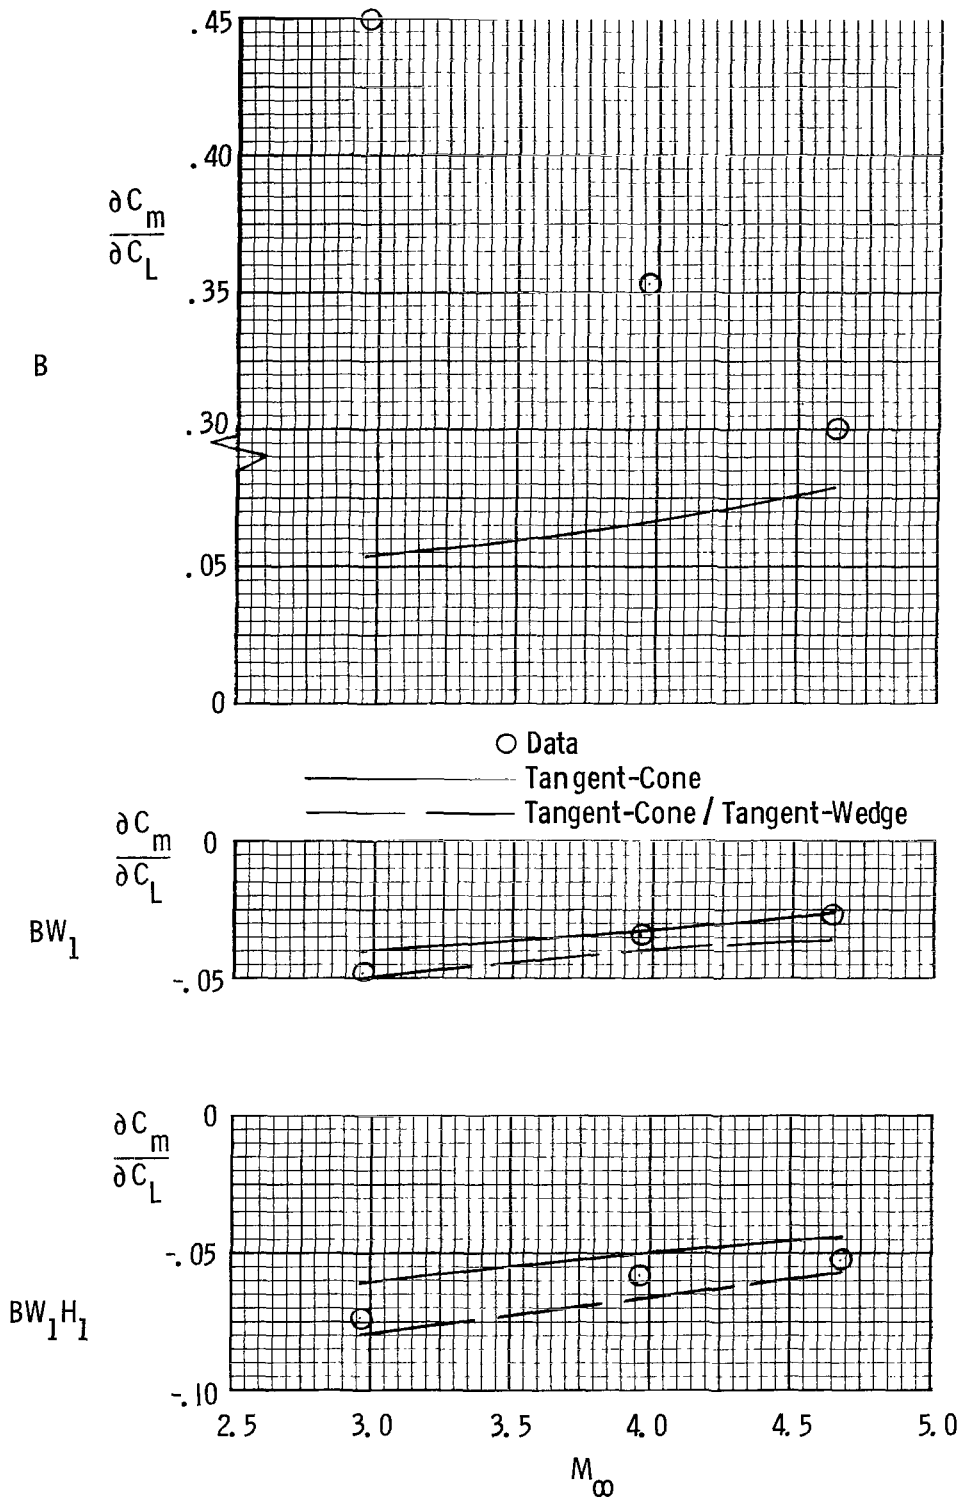 .45
.40
∂C_m
∂C_L
.35
B
.30
.05
0
Data
Tangent-Cone
Tangent-Cone / Tangent-Wedge
∂C_m
∂C_L
0
BW_1
-.05
∂C_m
∂C_L
0
-.05
BW_1H_1
-.10
2.5 3.0 3.5 4.0 4.5 5.0
M_∞